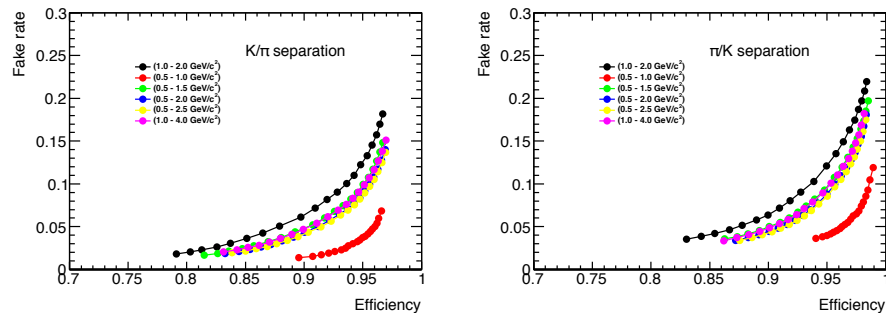 Fake rate
0.3
0.25
0.2
0.15
0.1
0.05
0
K/π separation
(1.0 - 2.0 GeV/c²)
(0.5 - 1.0 GeV/c²)
(0.5 - 1.5 GeV/c²)
(0.5 - 2.0 GeV/c²)
(0.5 - 2.5 GeV/c²)
(1.0 - 4.0 GeV/c²)
0.7 0.75 0.8 0.85 0.9 0.95 1
Efficiency
Fake rate
0.3
0.25
0.2
0.15
0.1
0.05
0
π/K separation
(1.0 - 2.0 GeV/c²)
(0.5 - 1.0 GeV/c²)
(0.5 - 1.5 GeV/c²)
(0.5 - 2.0 GeV/c²)
(0.5 - 2.5 GeV/c²)
(1.0 - 4.0 GeV/c²)
0.7 0.75 0.8 0.85 0.9 0.95
Efficiency